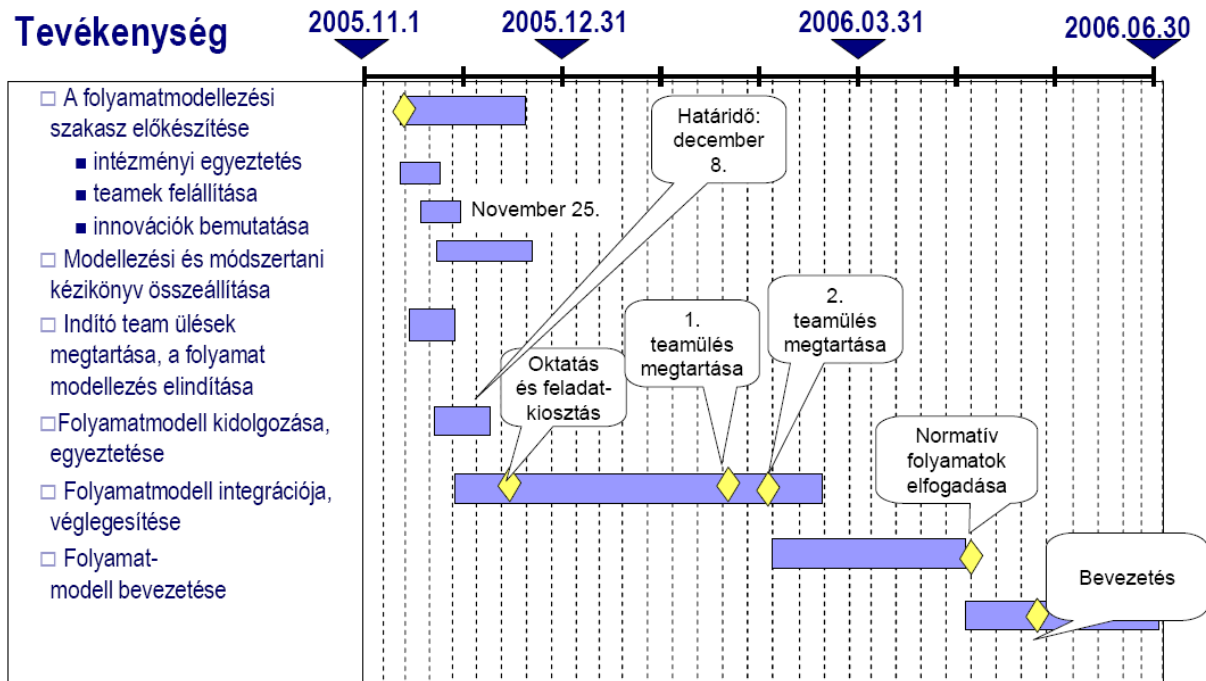 Tevékenység
2005.11.1
2005.12.31
2006.03.31
2006.06.30
A folyamatmodellezési
szakasz előkészítése
intézményi egyeztetés
teamek felállítása
innovációk bemutatása
Modellezési és módszertani
kézikönyv összeállítása
Indító team ülések
megtartása, a folyamat
modellezés elindítása
Folyamatmodell kidolgozása,
egyeztetése
Folyamatmodell integrációja,
véglegesítése
Folyamat-
modell bevezetése
Határidő:
december
8.
November 25.
Oktatás
és feladat-
kiosztás
1.
teamülés
megtartása
2.
teamülés
megtartása
Normatív
folyamatok
elfogadása
Bevezetés